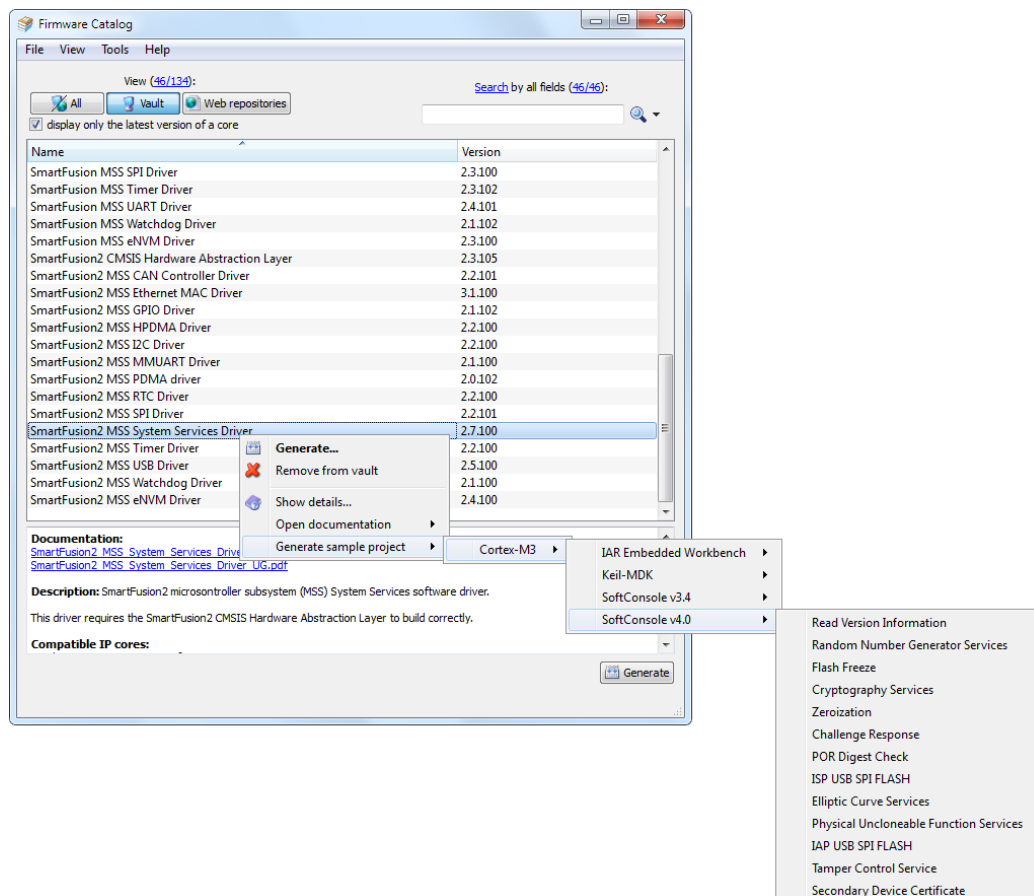 Firmware Catalog
File View Tools Help
View (46/134):
Search by all fields (46/46):
All Vault Web repositories
display only the latest version of a core
Name Version
SmartFusion MSS SPI Driver 2.3.100
SmartFusion MSS Timer Driver 2.3.102
SmartFusion MSS UART Driver 2.4.101
SmartFusion MSS Watchdog Driver 2.1.102
SmartFusion MSS eNVM Driver 2.3.100
SmartFusion2 CMSIS Hardware Abstraction Layer 2.3.105
SmartFusion2 MSS CAN Controller Driver 2.2.101
SmartFusion2 MSS Ethernet MAC Driver 3.1.100
SmartFusion2 MSS GPIO Driver 2.1.102
SmartFusion2 MSS HPDMA Driver 2.2.100
SmartFusion2 MSS I2C Driver 2.2.100
SmartFusion2 MSS MMUART Driver 2.1.100
SmartFusion2 MSS PDMA driver 2.0.102
SmartFusion2 MSS RTC Driver 2.2.100
SmartFusion2 MSS SPI Driver 2.2.101
SmartFusion2 MSS System Services Driver 2.7.100
SmartFusion2 MSS Timer Driver 2.2.100
SmartFusion2 MSS USB Driver 2.5.100
SmartFusion2 MSS Watchdog Driver 2.1.100
SmartFusion2 MSS eNVM Driver 2.4.100
Generate...
Remove from vault
Show details...
Open documentation
Generate sample project
Cortex-M3
IAR Embedded Workbench
Keil-MDK
SoftConsole v3.4
SoftConsole v4.0
Read Version Information
Random Number Generator Services
Flash Freeze
Cryptography Services
Zeroization
Challenge Response
POR Digest Check
ISP USB SPI FLASH
Elliptic Curve Services
Physical Uncloneable Function Services
IAP USB SPI FLASH
Tamper Control Service
Secondary Device Certificate
Documentation:
SmartFusion2_MSS_System_Services_Drive
SmartFusion2_MSS_System_Services_Driver_UG.pdf
Description: SmartFusion2 microsontroller subsystem (MSS) System Services software driver.
This driver requires the SmartFusion2 CMSIS Hardware Abstraction Layer to build correctly.
Compatible IP cores:
Generate